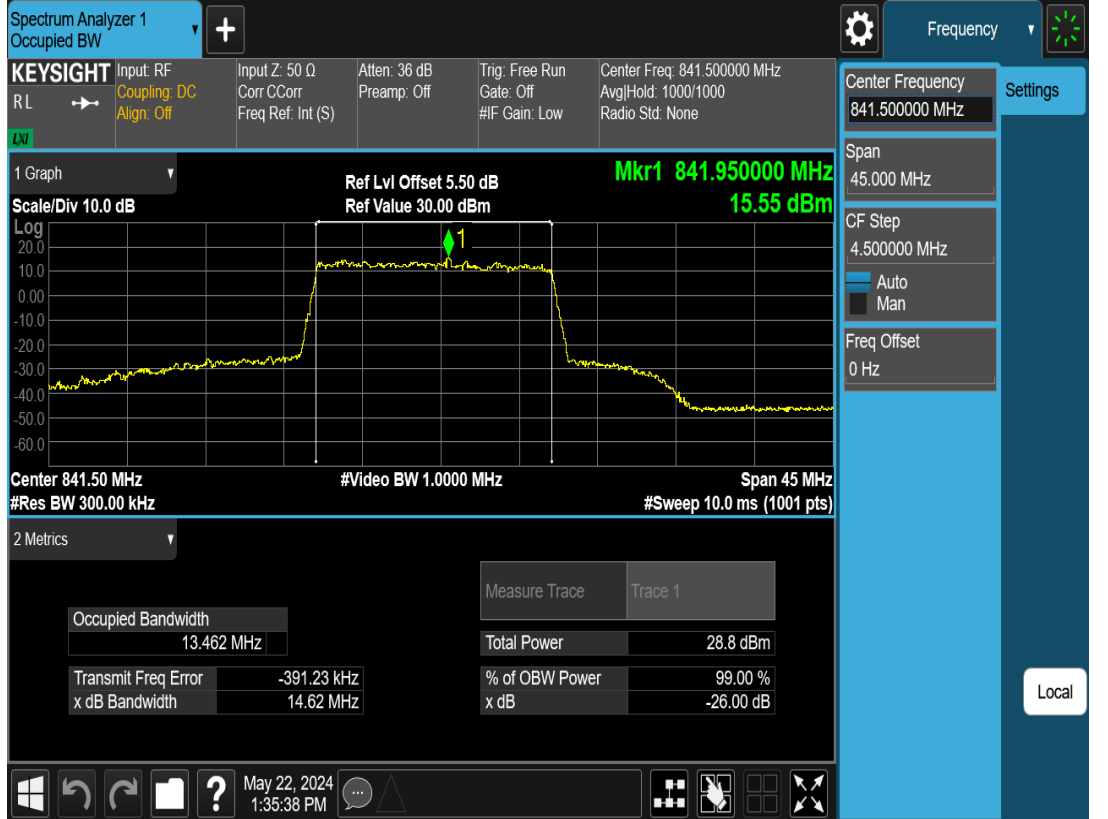 Spectrum Analyzer 1
Occupied BW
+
Frequency
KEYSIGHT
R L
LXI
Input: RF
Coupling: DC
Align: Off
Input Z: 50 Ω
Corr CCorr
Freq Ref: Int (S)
Atten: 36 dB
Preamp: Off
Trig: Free Run
Gate: Off
#IF Gain: Low
Center Freq: 841.500000 MHz
Avg|Hold: 1000/1000
Radio Std: None
Center Frequency
841.500000 MHz
Settings
Span
45.000 MHz
CF Step
4.500000 MHz
Auto
Man
Freq Offset
0 Hz
Local
1 Graph
Scale/Div 10.0 dB
Ref Lvl Offset 5.50 dB
Ref Value 30.00 dBm
Mkr1 841.950000 MHz
15.55 dBm
Log
20.0
10.0
0.00
-10.0
-20.0
-30.0
-40.0
-50.0
-60.0
1
Center 841.50 MHz
#Video BW 1.0000 MHz
Span 45 MHz
#Res BW 300.00 kHz
#Sweep 10.0 ms (1001 pts)
2 Metrics
Measure Trace
Trace 1
Occupied Bandwidth
13.462 MHz
Total Power
28.8 dBm
Transmit Freq Error
-391.23 kHz
% of OBW Power
99.00 %
x dB Bandwidth
14.62 MHz
x dB
-26.00 dB
?
May 22, 2024
1:35:38 PM